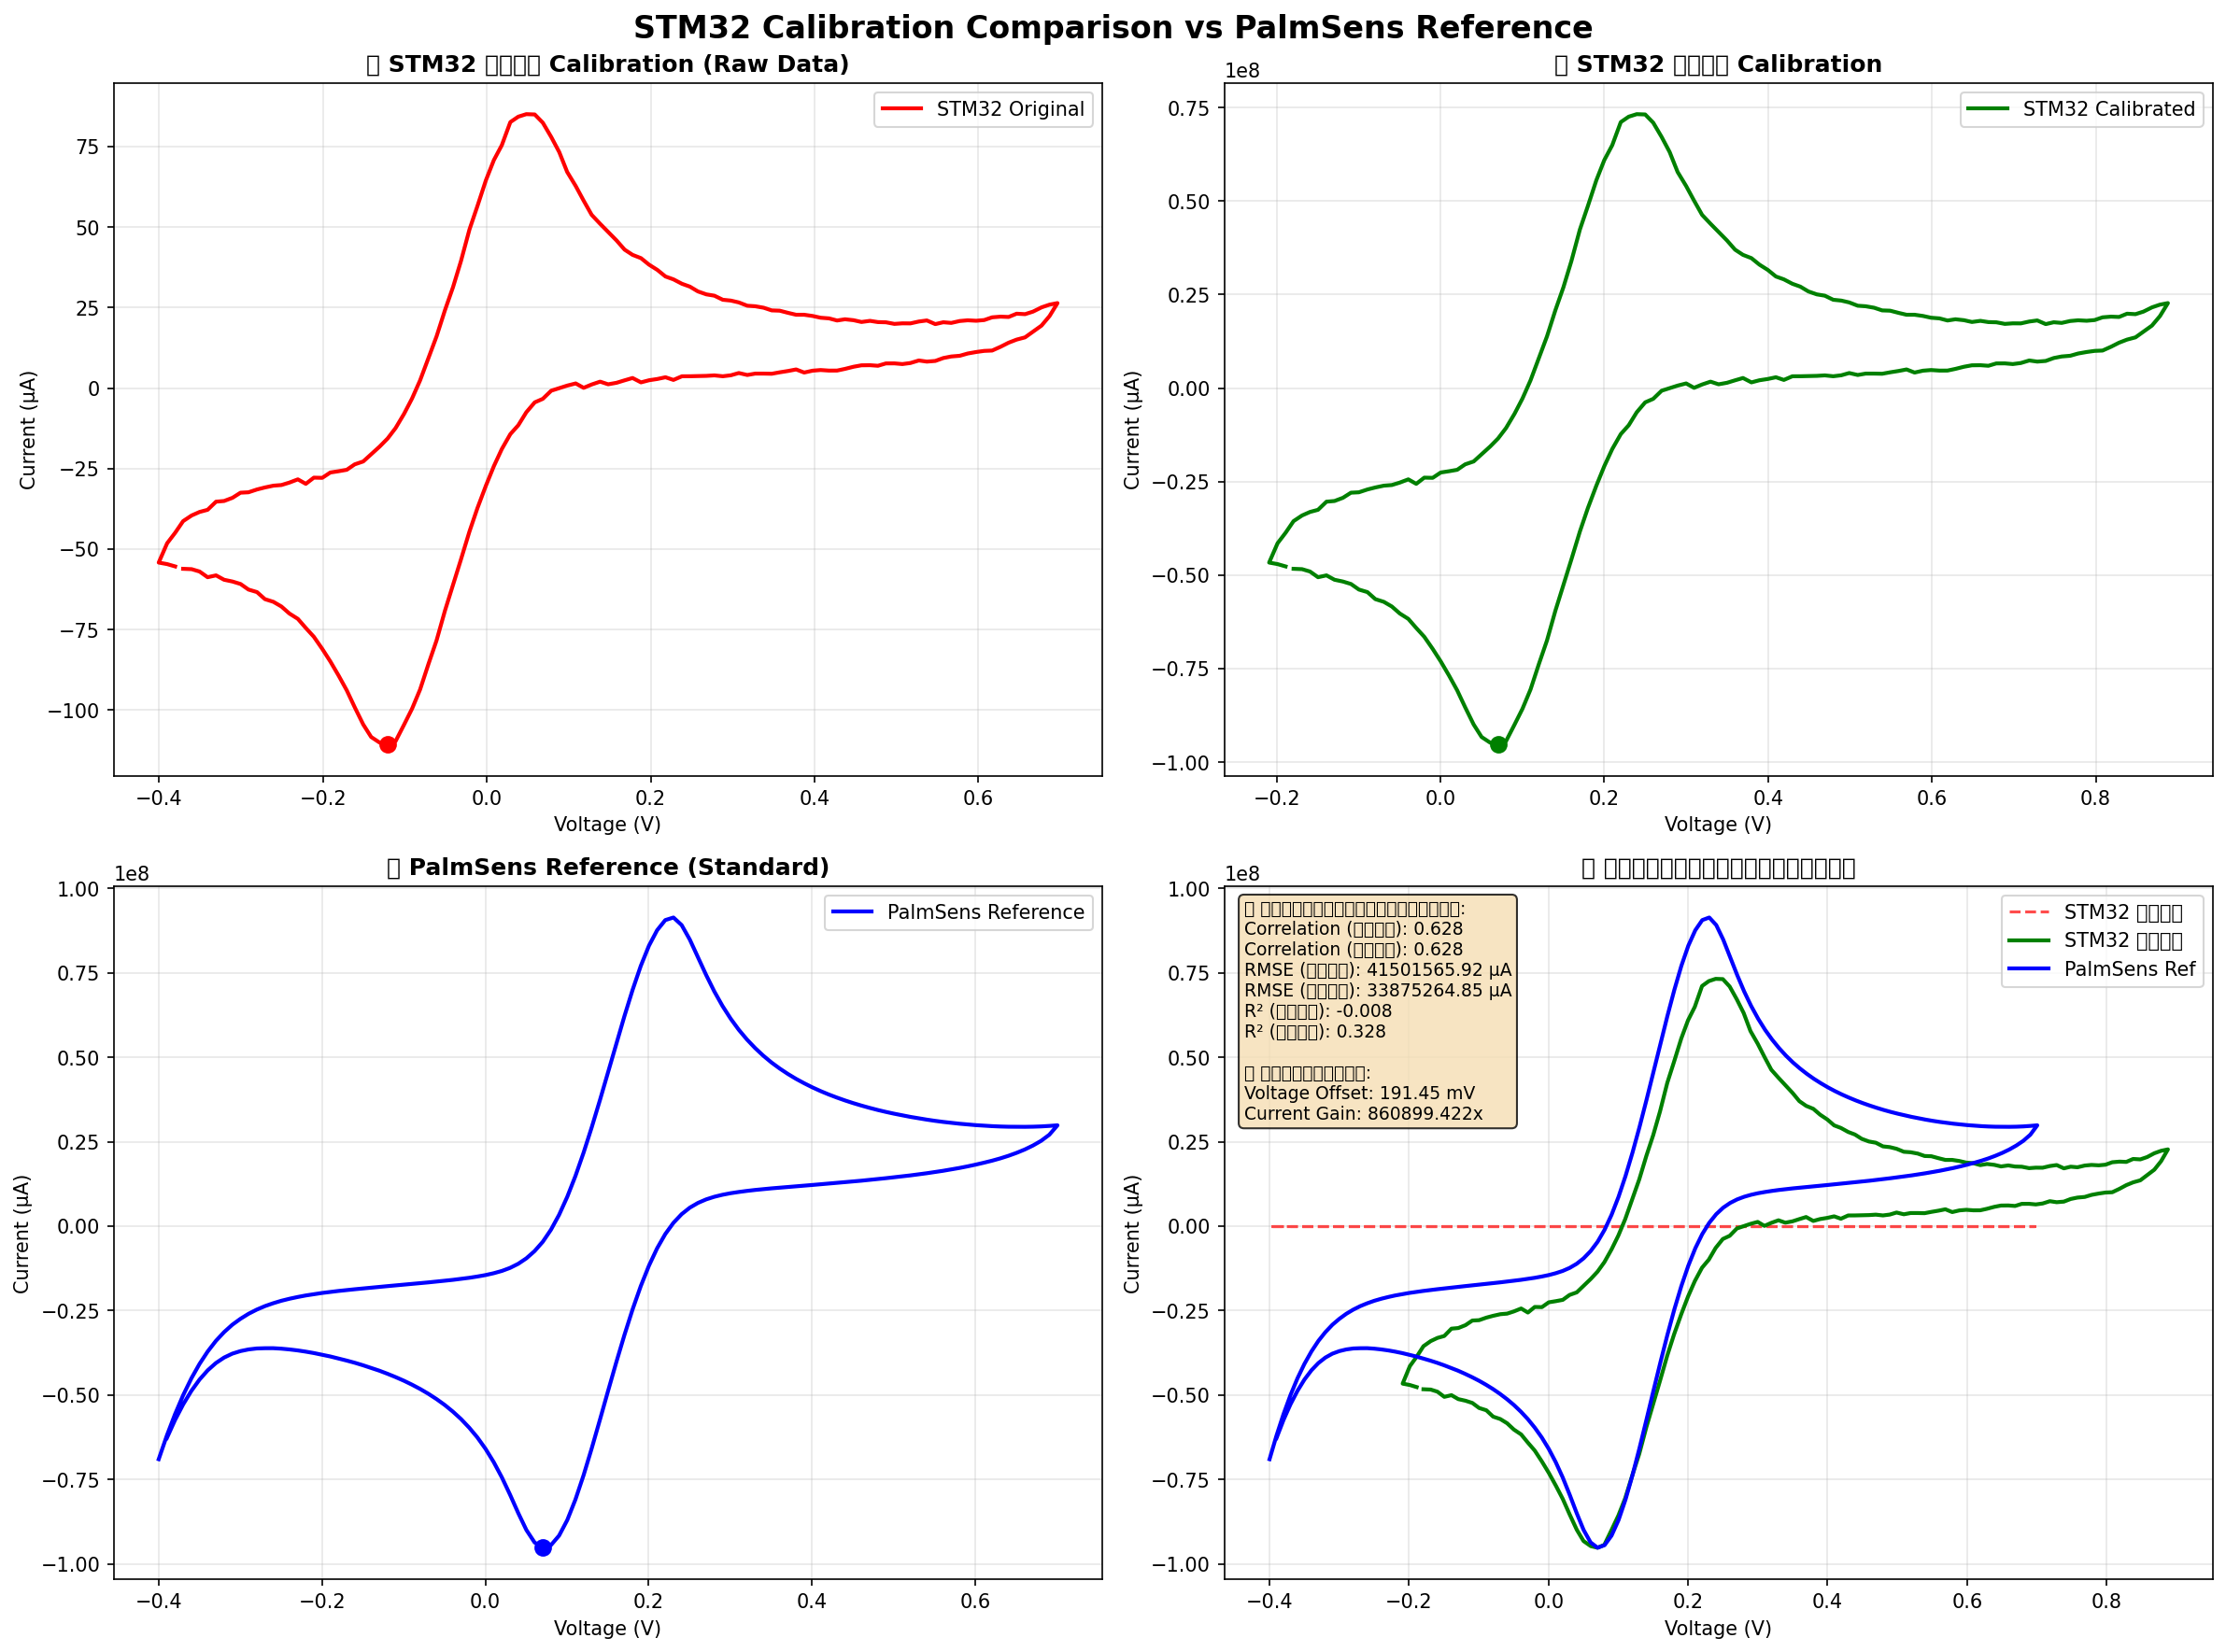 STM32 Calibration Comparison vs PalmSens Reference
STM32 Calibration (Raw Data)
STM32 Original
75
50
25
0
−25
−50
−75
−100
Current (µA)
−0.4
−0.2
0.0
0.2
0.4
0.6
Voltage (V)
STM32 Calibration
1e8
STM32 Calibrated
0.75
0.50
0.25
0.00
−0.25
−0.50
−0.75
−1.00
Current (µA)
−0.2
0.0
0.2
0.4
0.6
0.8
Voltage (V)
PalmSens Reference (Standard)
1e8
PalmSens Reference
1.00
0.75
0.50
0.25
0.00
−0.25
−0.50
−0.75
−1.00
Current (µA)
−0.4
−0.2
0.0
0.2
0.4
0.6
Voltage (V)
1e8
Correlation (): 0.628
Correlation (): 0.628
RMSE (): 41501565.92 µA
RMSE (): 33875264.85 µA
R² (): -0.008
R² (): 0.328
Voltage Offset: 191.45 mV
Current Gain: 860899.422x
STM32
STM32
PalmSens Ref
1.00
0.75
0.50
0.25
0.00
−0.25
−0.50
−0.75
−1.00
Current (µA)
−0.4
−0.2
0.0
0.2
0.4
0.6
0.8
Voltage (V)